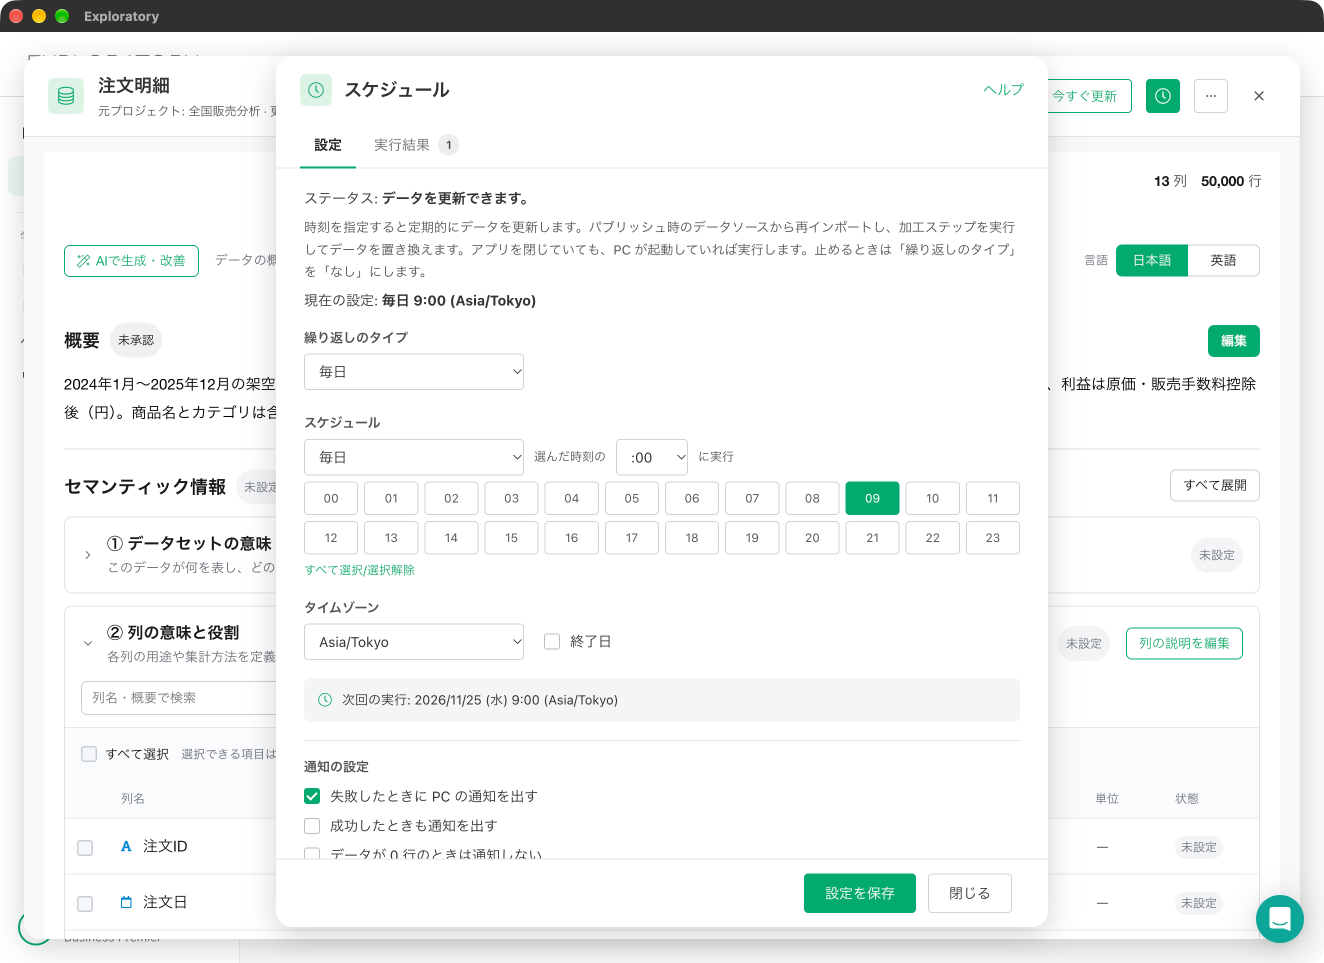 Exploratory
注文明細
元プロジェクト: 全国販売分析 · 更
スケジュール
ヘルプ
今すぐ更新
設定
実行結果 1
13 列 50,000 行
ステータス: データを更新できます。
時刻を指定すると定期的にデータを更新します。パブリッシュ時のデータソースから再インポートし、加工ステップを実行
してデータを置き換えます。アプリを閉じていても、PC が起動していれば実行します。止めるときは「繰り返しのタイプ」
を「なし」にします。
現在の設定: 毎日 9:00 (Asia/Tokyo)
AIで生成・改善
データの概
言語
日本語
英語
繰り返しのタイプ
毎日
概要
未承認
編集
2024年1月〜2025年12月の架空
、利益は原価・販売手数料控除
後（円）。商品名とカテゴリは含
スケジュール
毎日
選んだ時刻の
:00
に実行
00 01 02 03 04 05 06 07 08 09 10 11
12 13 14 15 16 17 18 19 20 21 22 23
すべて選択/選択解除
セマンティック情報
未設定
すべて展開
① データセットの意味
このデータが何を表し、どの
未設定
タイムゾーン
Asia/Tokyo
終了日
② 列の意味と役割
各列の用途や集計方法を定義
未設定
列の説明を編集
列名・概要で検索
次回の実行: 2026/11/25 (水) 9:00 (Asia/Tokyo)
すべて選択
選択できる項目は
列名
単位
状態
通知の設定
失敗したときに PC の通知を出す
成功したときも通知を出す
データが 0 行のときは通知しない
A 注文ID
—
未設定
注文日
—
未設定
設定を保存
閉じる
Business Premier